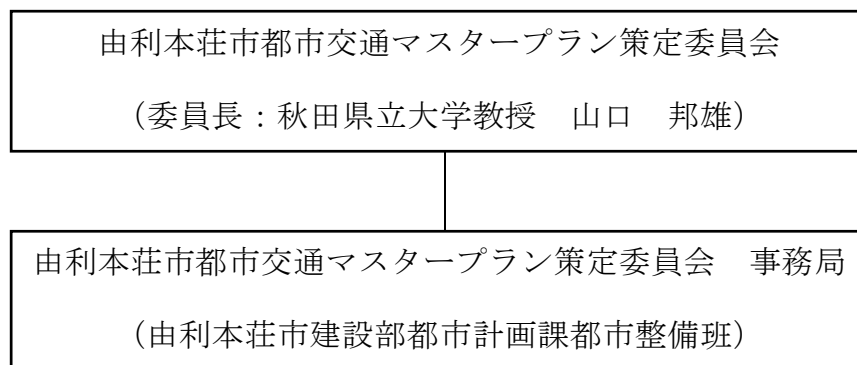 由利本荘市都市交通マスタープラン策定委員会
（委員長：秋田県立大学教授　山口　邦雄）
由利本荘市都市交通マスタープラン策定委員会　事務局
（由利本荘市建設部都市計画課都市整備班）